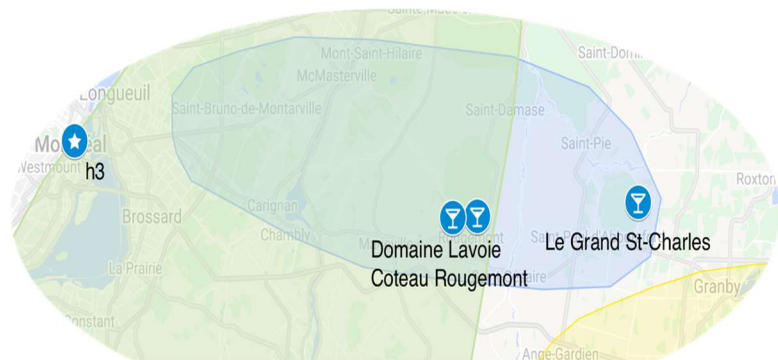 Mont-Saint-Hilaire
Saint-Domi
McMasterville
Longueuil
Saint-Bruno-de-Montarville
Saint-Damase
Saint-Pie
Westmount
h3
Roxton
Carignan
Brossard
Chambly
Domaine Lavoie
Le Grand St-Charles
Coteau Rougemont
La Prairie
Granby
Constant
Ange-Gardien